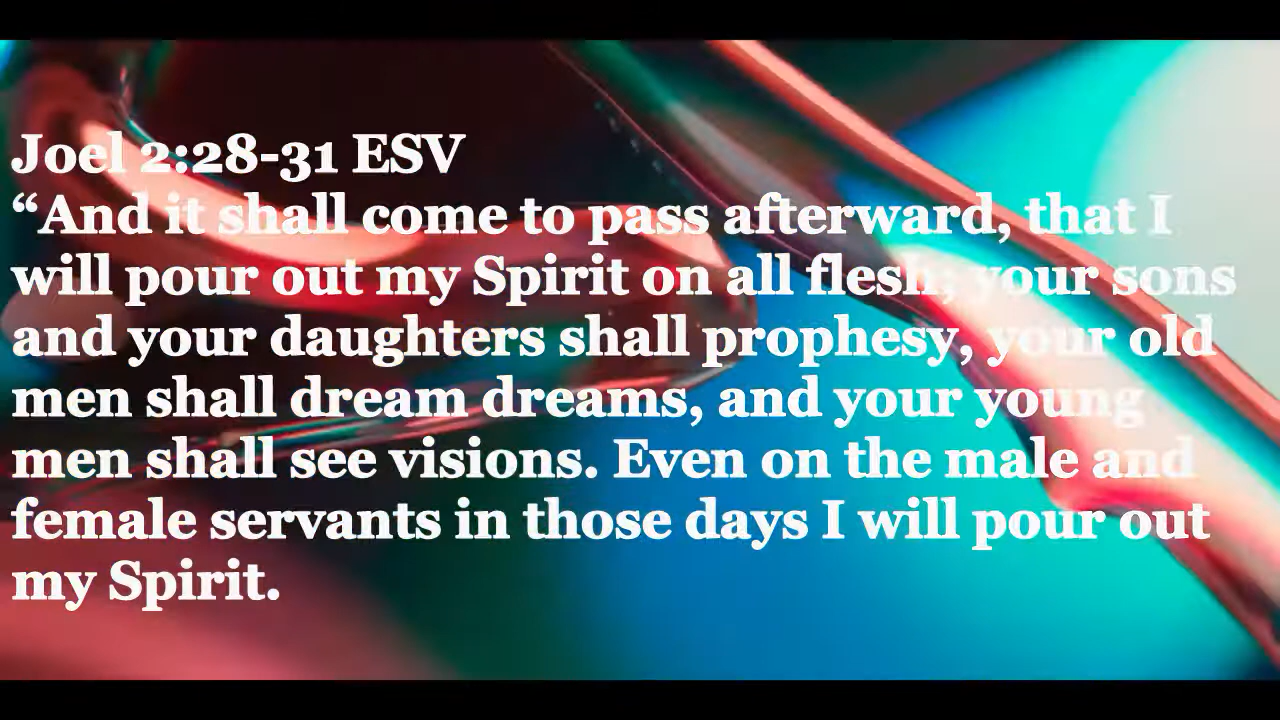 Joel 2:28-31 ESV
“And it shall come to pass afterward, that I
will pour out my Spirit on all flesh; your sons
and your daughters shall prophesy, your old
men shall dream dreams, and your young
men shall see visions. Even on the male and
female servants in those days I will pour out
my Spirit.